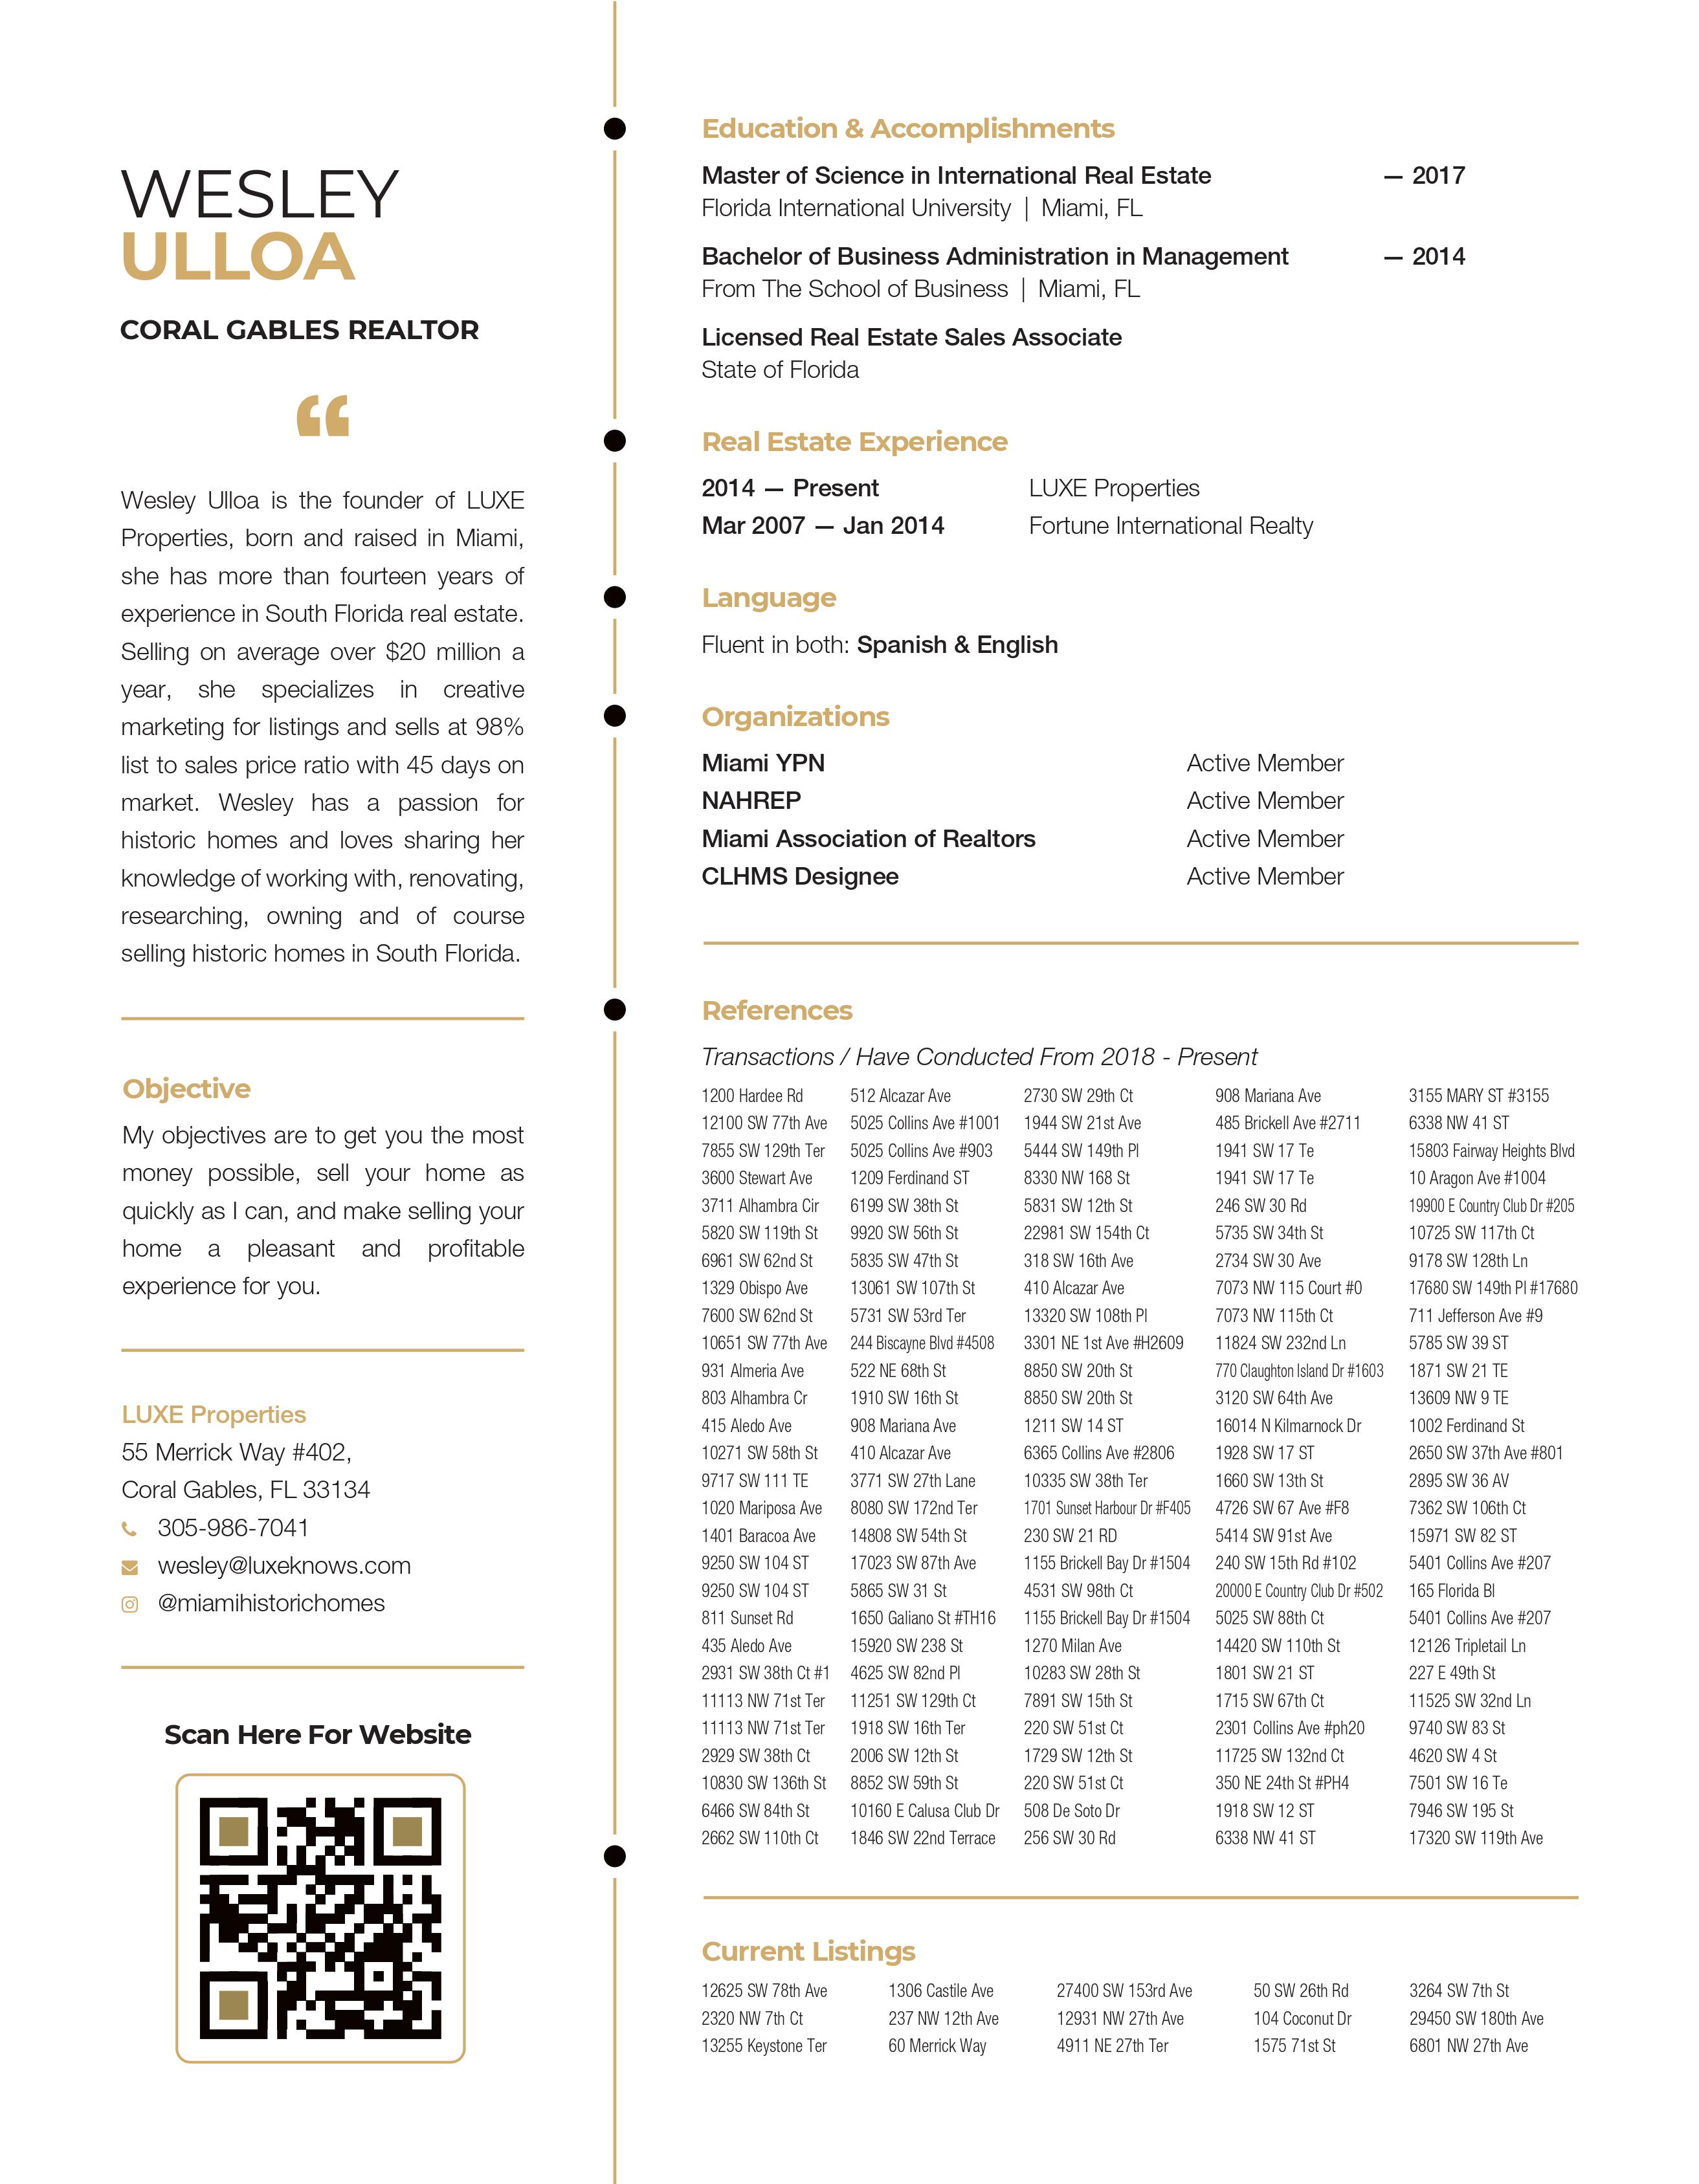 WESLEY
ULLOA
CORAL GABLES REALTOR
“
Wesley Ulloa is the founder of LUXE
Properties, born and raised in Miami,
she has more than fourteen years of
experience in South Florida real estate.
Selling on average over $20 million a
year, she specializes in creative
marketing for listings and sells at 98%
list to sales price ratio with 45 days on
market. Wesley has a passion for
historic homes and loves sharing her
knowledge of working with, renovating,
researching, owning and of course
selling historic homes in South Florida.
Objective
My objectives are to get you the most
money possible, sell your home as
quickly as I can, and make selling your
home a pleasant and profitable
experience for you.
LUXE Properties
55 Merrick Way #402,
Coral Gables, FL 33134
305-986-7041
wesley@luxeknows.com
@miamihistorichomes
Scan Here For Website
Education & Accomplishments
Master of Science in International Real Estate — 2017
Florida International University | Miami, FL
Bachelor of Business Administration in Management — 2014
From The School of Business | Miami, FL
Licensed Real Estate Sales Associate
State of Florida
Real Estate Experience
2014 — Present LUXE Properties
Mar 2007 — Jan 2014 Fortune International Realty
Language
Fluent in both: Spanish & English
Organizations
Miami YPN Active Member
NAHREP Active Member
Miami Association of Realtors Active Member
CLHMS Designee Active Member
References
Transactions / Have Conducted From 2018 - Present
1200 Hardee Rd 512 Alcazar Ave 2730 SW 29th Ct 908 Mariana Ave 3155 MARY ST #3155
12100 SW 77th Ave 5025 Collins Ave #1001 1944 SW 21st Ave 485 Brickell Ave #2711 6338 NW 41 ST
7855 SW 129th Ter 5025 Collins Ave #903 5444 SW 149th Pl 1941 SW 17 Te 15803 Fairway Heights Blvd
3600 Stewart Ave 1209 Ferdinand ST 8330 NW 168 St 1941 SW 17 Te 10 Aragon Ave #1004
3711 Alhambra Cir 6199 SW 38th St 5831 SW 12th St 246 SW 30 Rd 19900 E Country Club Dr #205
5820 SW 119th St 9920 SW 56th St 22981 SW 154th Ct 5735 SW 34th St 10725 SW 117th Ct
6961 SW 62nd St 5835 SW 47th St 318 SW 16th Ave 2734 SW 30 Ave 9178 SW 128th Ln
1329 Obispo Ave 13061 SW 107th St 410 Alcazar Ave 7073 NW 115 Court #0 17680 SW 149th Pl #17680
7600 SW 62nd St 5731 SW 53rd Ter 13320 SW 108th Pl 7073 NW 115th Ct 711 Jefferson Ave #9
10651 SW 77th Ave 244 Biscayne Blvd #4508 3301 NE 1st Ave #H2609 11824 SW 232nd Ln 5785 SW 39 ST
931 Almeria Ave 522 NE 68th St 8850 SW 20th St 770 Claughton Island Dr #1603 1871 SW 21 TE
803 Alhambra Cr 1910 SW 16th St 8850 SW 20th St 3120 SW 64th Ave 13609 NW 9 TE
415 Aledo Ave 908 Mariana Ave 1211 SW 14 ST 16014 N Kilmarnock Dr 1002 Ferdinand St
10271 SW 58th St 410 Alcazar Ave 6365 Collins Ave #2806 1928 SW 17 ST 2650 SW 37th Ave #801
9717 SW 111 TE 3771 SW 27th Lane 10335 SW 38th Ter 1660 SW 13th St 2895 SW 36 AV
1020 Mariposa Ave 8080 SW 172nd Ter 1701 Sunset Harbour Dr #F405 4726 SW 67 Ave #F8 7362 SW 106th Ct
1401 Baracoa Ave 14808 SW 54th St 230 SW 21 RD 5414 SW 91st Ave 15971 SW 82 ST
9250 SW 104 ST 17023 SW 87th Ave 1155 Brickell Bay Dr #1504 240 SW 15th Rd #102 5401 Collins Ave #207
9250 SW 104 ST 5865 SW 31 St 4531 SW 98th Ct 20000 E Country Club Dr #502 165 Florida Bl
811 Sunset Rd 1650 Galiano St #TH16 1155 Brickell Bay Dr #1504 5025 SW 88th Ct 5401 Collins Ave #207
435 Aledo Ave 15920 SW 238 St 1270 Milan Ave 14420 SW 110th St 12126 Tripletail Ln
2931 SW 38th Ct #1 4625 SW 82nd Pl 10283 SW 28th St 1801 SW 21 ST 227 E 49th St
11113 NW 71st Ter 11251 SW 129th Ct 7891 SW 15th St 1715 SW 67th Ct 11525 SW 32nd Ln
11113 NW 71st Ter 1918 SW 16th Ter 220 SW 51st Ct 2301 Collins Ave #ph20 9740 SW 83 St
2929 SW 38th Ct 2006 SW 12th St 1729 SW 12th St 11725 SW 132nd Ct 4620 SW 4 St
10830 SW 136th St 8852 SW 59th St 220 SW 51st Ct 350 NE 24th St #PH4 7501 SW 16 Te
6466 SW 84th St 10160 E Calusa Club Dr 508 De Soto Dr 1918 SW 12 ST 7946 SW 195 St
2662 SW 110th Ct 1846 SW 22nd Terrace 256 SW 30 Rd 6338 NW 41 ST 17320 SW 119th Ave
Current Listings
12625 SW 78th Ave 1306 Castile Ave 27400 SW 153rd Ave 50 SW 26th Rd 3264 SW 7th St
2320 NW 7th Ct 237 NW 12th Ave 12931 NW 27th Ave 104 Coconut Dr 29450 SW 180th Ave
13255 Keystone Ter 60 Merrick Way 4911 NE 27th Ter 1575 71st St 6801 NW 27th Ave